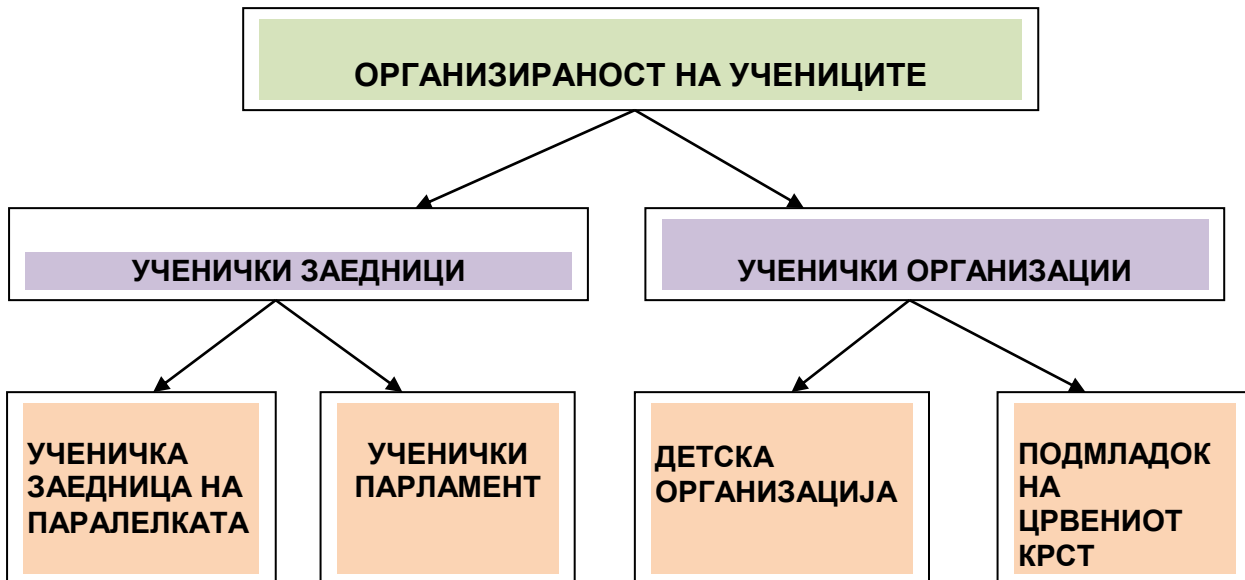 ОРГАНИЗИРАНОСТ НА УЧЕНИЦИТЕ
УЧЕНИЧКИ ЗАЕДНИЦИ
УЧЕНИЧКИ ОРГАНИЗАЦИИ
УЧЕНИЧКА
ЗАЕДНИЦА НА
ПАРАЛЕЛКАТА
УЧЕНИЧКИ
ПАРЛАМЕНТ
ДЕТСКА
ОРГАНИЗАЦИЈА
ПОДМЛАДОК
НА
ЦРВЕНИОТ
КРСТ